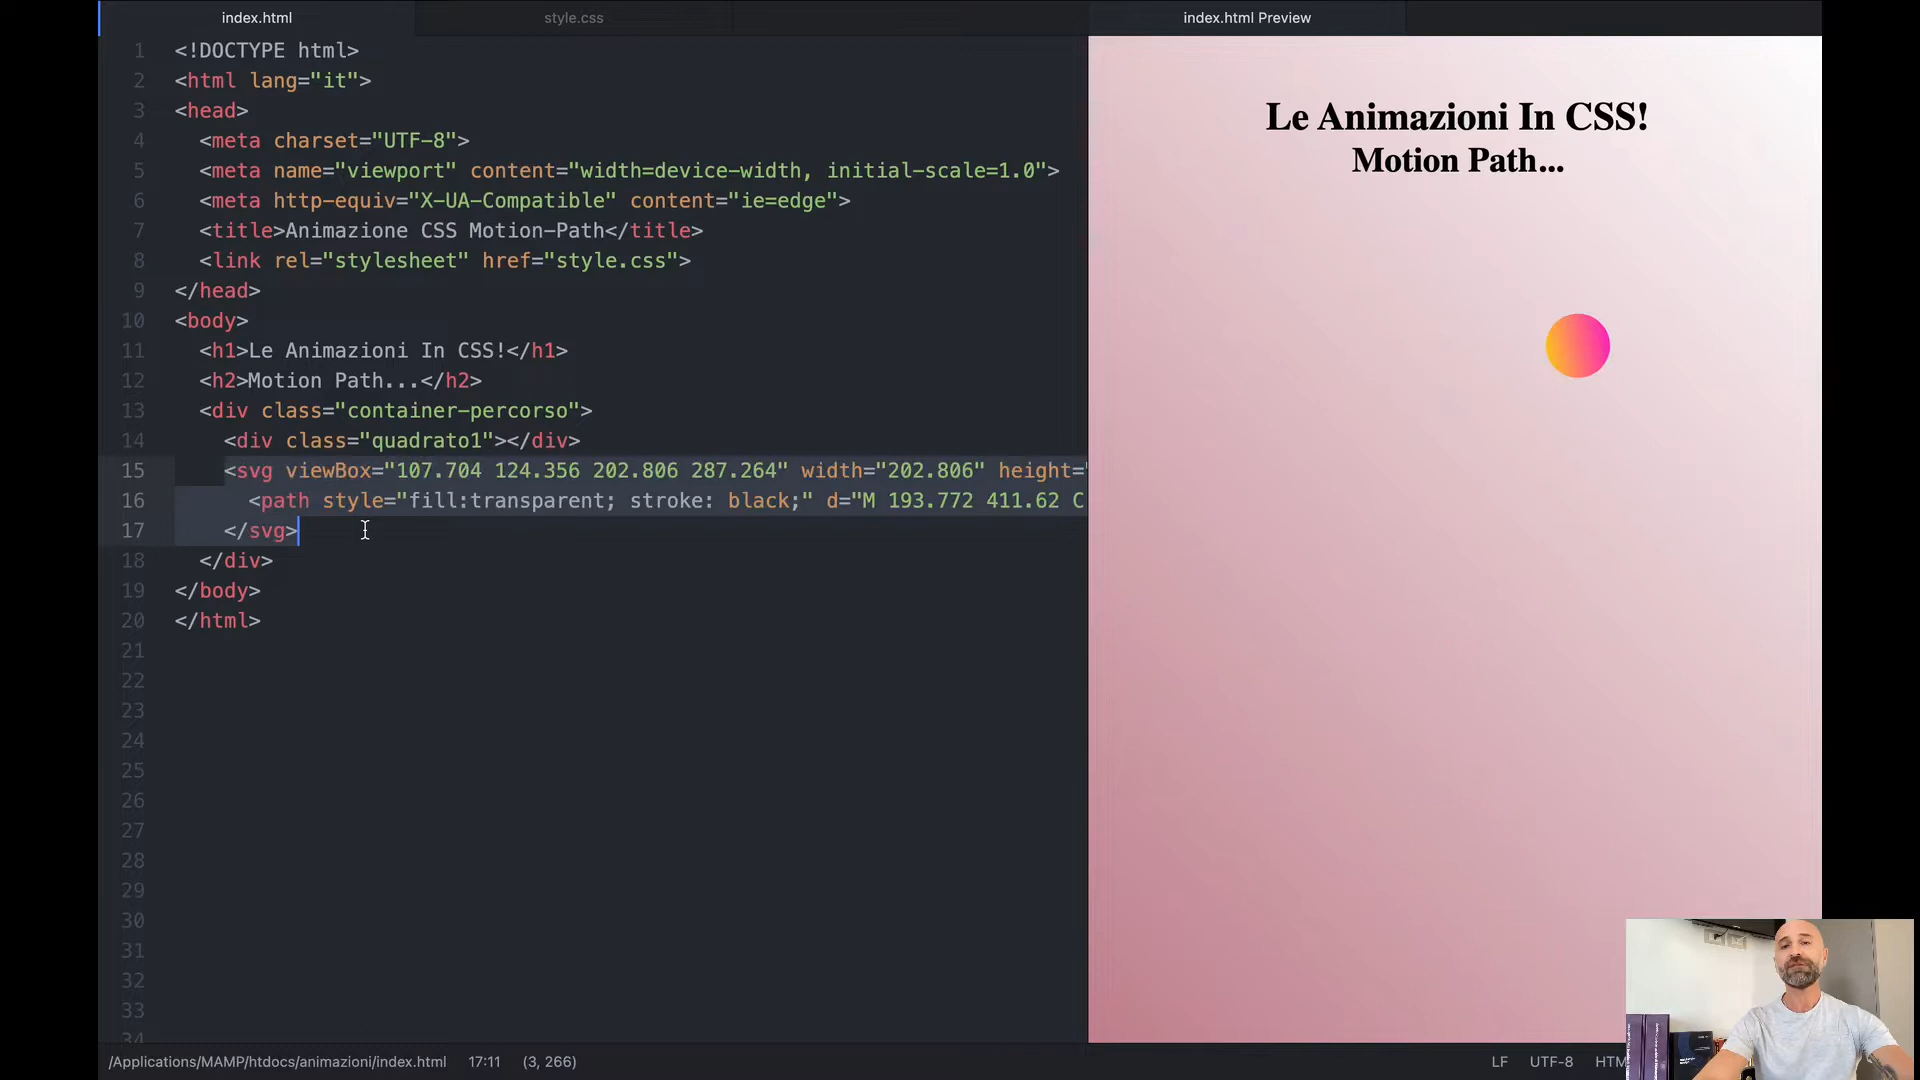 index.html
style.css
index.html Preview
1 <!DOCTYPE html>
2 <html lang="it">
3 <head>
4 <meta charset="UTF-8">
5 <meta name="viewport" content="width=device-width, initial-scale=1.0">
6 <meta http-equiv="X-UA-Compatible" content="ie=edge">
7 <title>Animazione CSS Motion-Path</title>
8 <link rel="stylesheet" href="style.css">
9 </head>
10 <body>
11 <h1>Le Animazioni In CSS!</h1>
12 <h2>Motion Path...</h2>
13 <div class="container-percorso">
14 <div class="quadrato1"></div>
15 <svg viewBox="107.704 124.356 202.806 287.264" width="202.806" height="
16 <path style="fill:transparent; stroke: black;" d="M 193.772 411.62 C
17 </svg>
18 </div>
19 </body>
20 </html>
21
22
23
24
25
26
27
28
29
30
31
32
33
34
Le Animazioni In CSS!
Motion Path...
/Applications/MAMP/htdocs/animazioni/index.html 17:11 (3, 266)
LF UTF-8 HTM